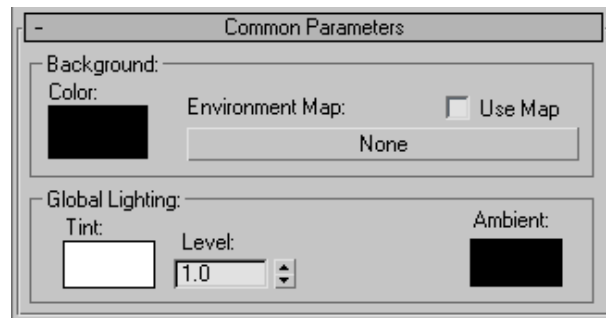 - Common Parameters
Background:
Color:
Environment Map: Use Map
None
Global Lighting:
Tint:
Level:
1.0
Ambient: